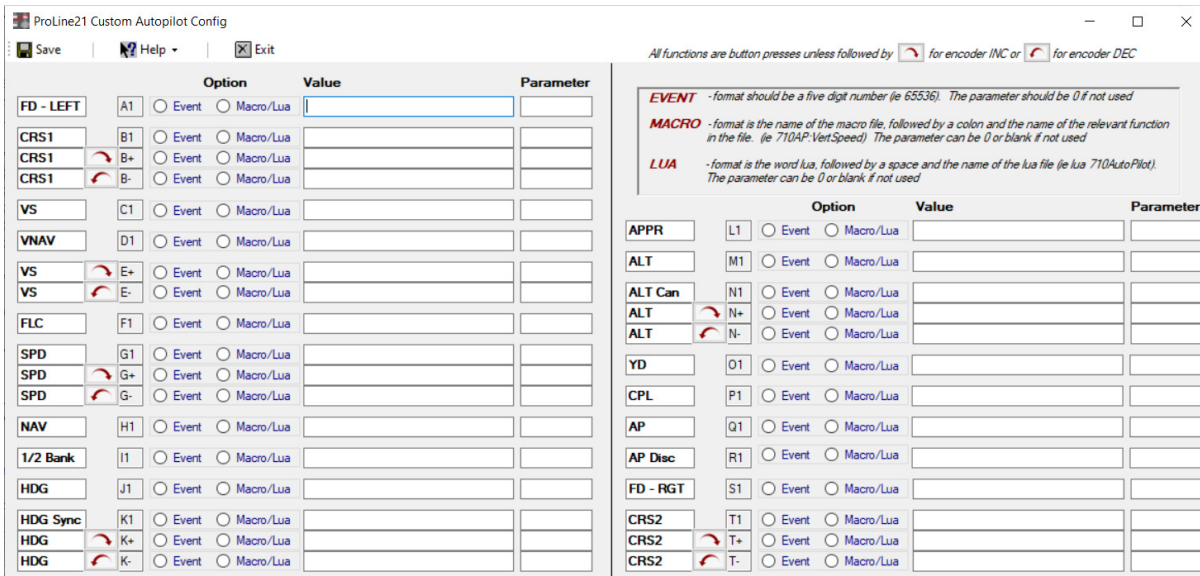 ProLine21 Custom Autopilot Config
Save Help Exit
All functions are button presses unless followed by for encoder INC or for encoder DEC
Option Value Parameter
FD - LEFT A1 Event Macro/Lua
CRS1 B1 Event Macro/Lua
CRS1 B+ Event Macro/Lua
CRS1 B- Event Macro/Lua
VS C1 Event Macro/Lua
VNAV D1 Event Macro/Lua
VS E+ Event Macro/Lua
VS E- Event Macro/Lua
FLC F1 Event Macro/Lua
SPD G1 Event Macro/Lua
SPD G+ Event Macro/Lua
SPD G- Event Macro/Lua
NAV H1 Event Macro/Lua
1/2 Bank I1 Event Macro/Lua
HDG J1 Event Macro/Lua
HDG Sync K1 Event Macro/Lua
HDG K+ Event Macro/Lua
HDG K- Event Macro/Lua
EVENT - format should be a five digit number (ie 65536). The parameter should be 0 if not used
MACRO - format is the name of the macro file, followed by a colon and the name of the relevant function
in the file. (ie 710AP:VertSpeed) The parameter can be 0 or blank if not used
LUA - format is the word lua, followed by a space and the name of the lua file (ie lua 710AutoPilot).
The parameter can be 0 or blank if not used
Option Value Parameter
APPR L1 Event Macro/Lua
ALT M1 Event Macro/Lua
ALT Can N1 Event Macro/Lua
ALT N+ Event Macro/Lua
ALT N- Event Macro/Lua
YD O1 Event Macro/Lua
CPL P1 Event Macro/Lua
AP Q1 Event Macro/Lua
AP Disc R1 Event Macro/Lua
FD - RGT S1 Event Macro/Lua
CRS2 T1 Event Macro/Lua
CRS2 T+ Event Macro/Lua
CRS2 T- Event Macro/Lua